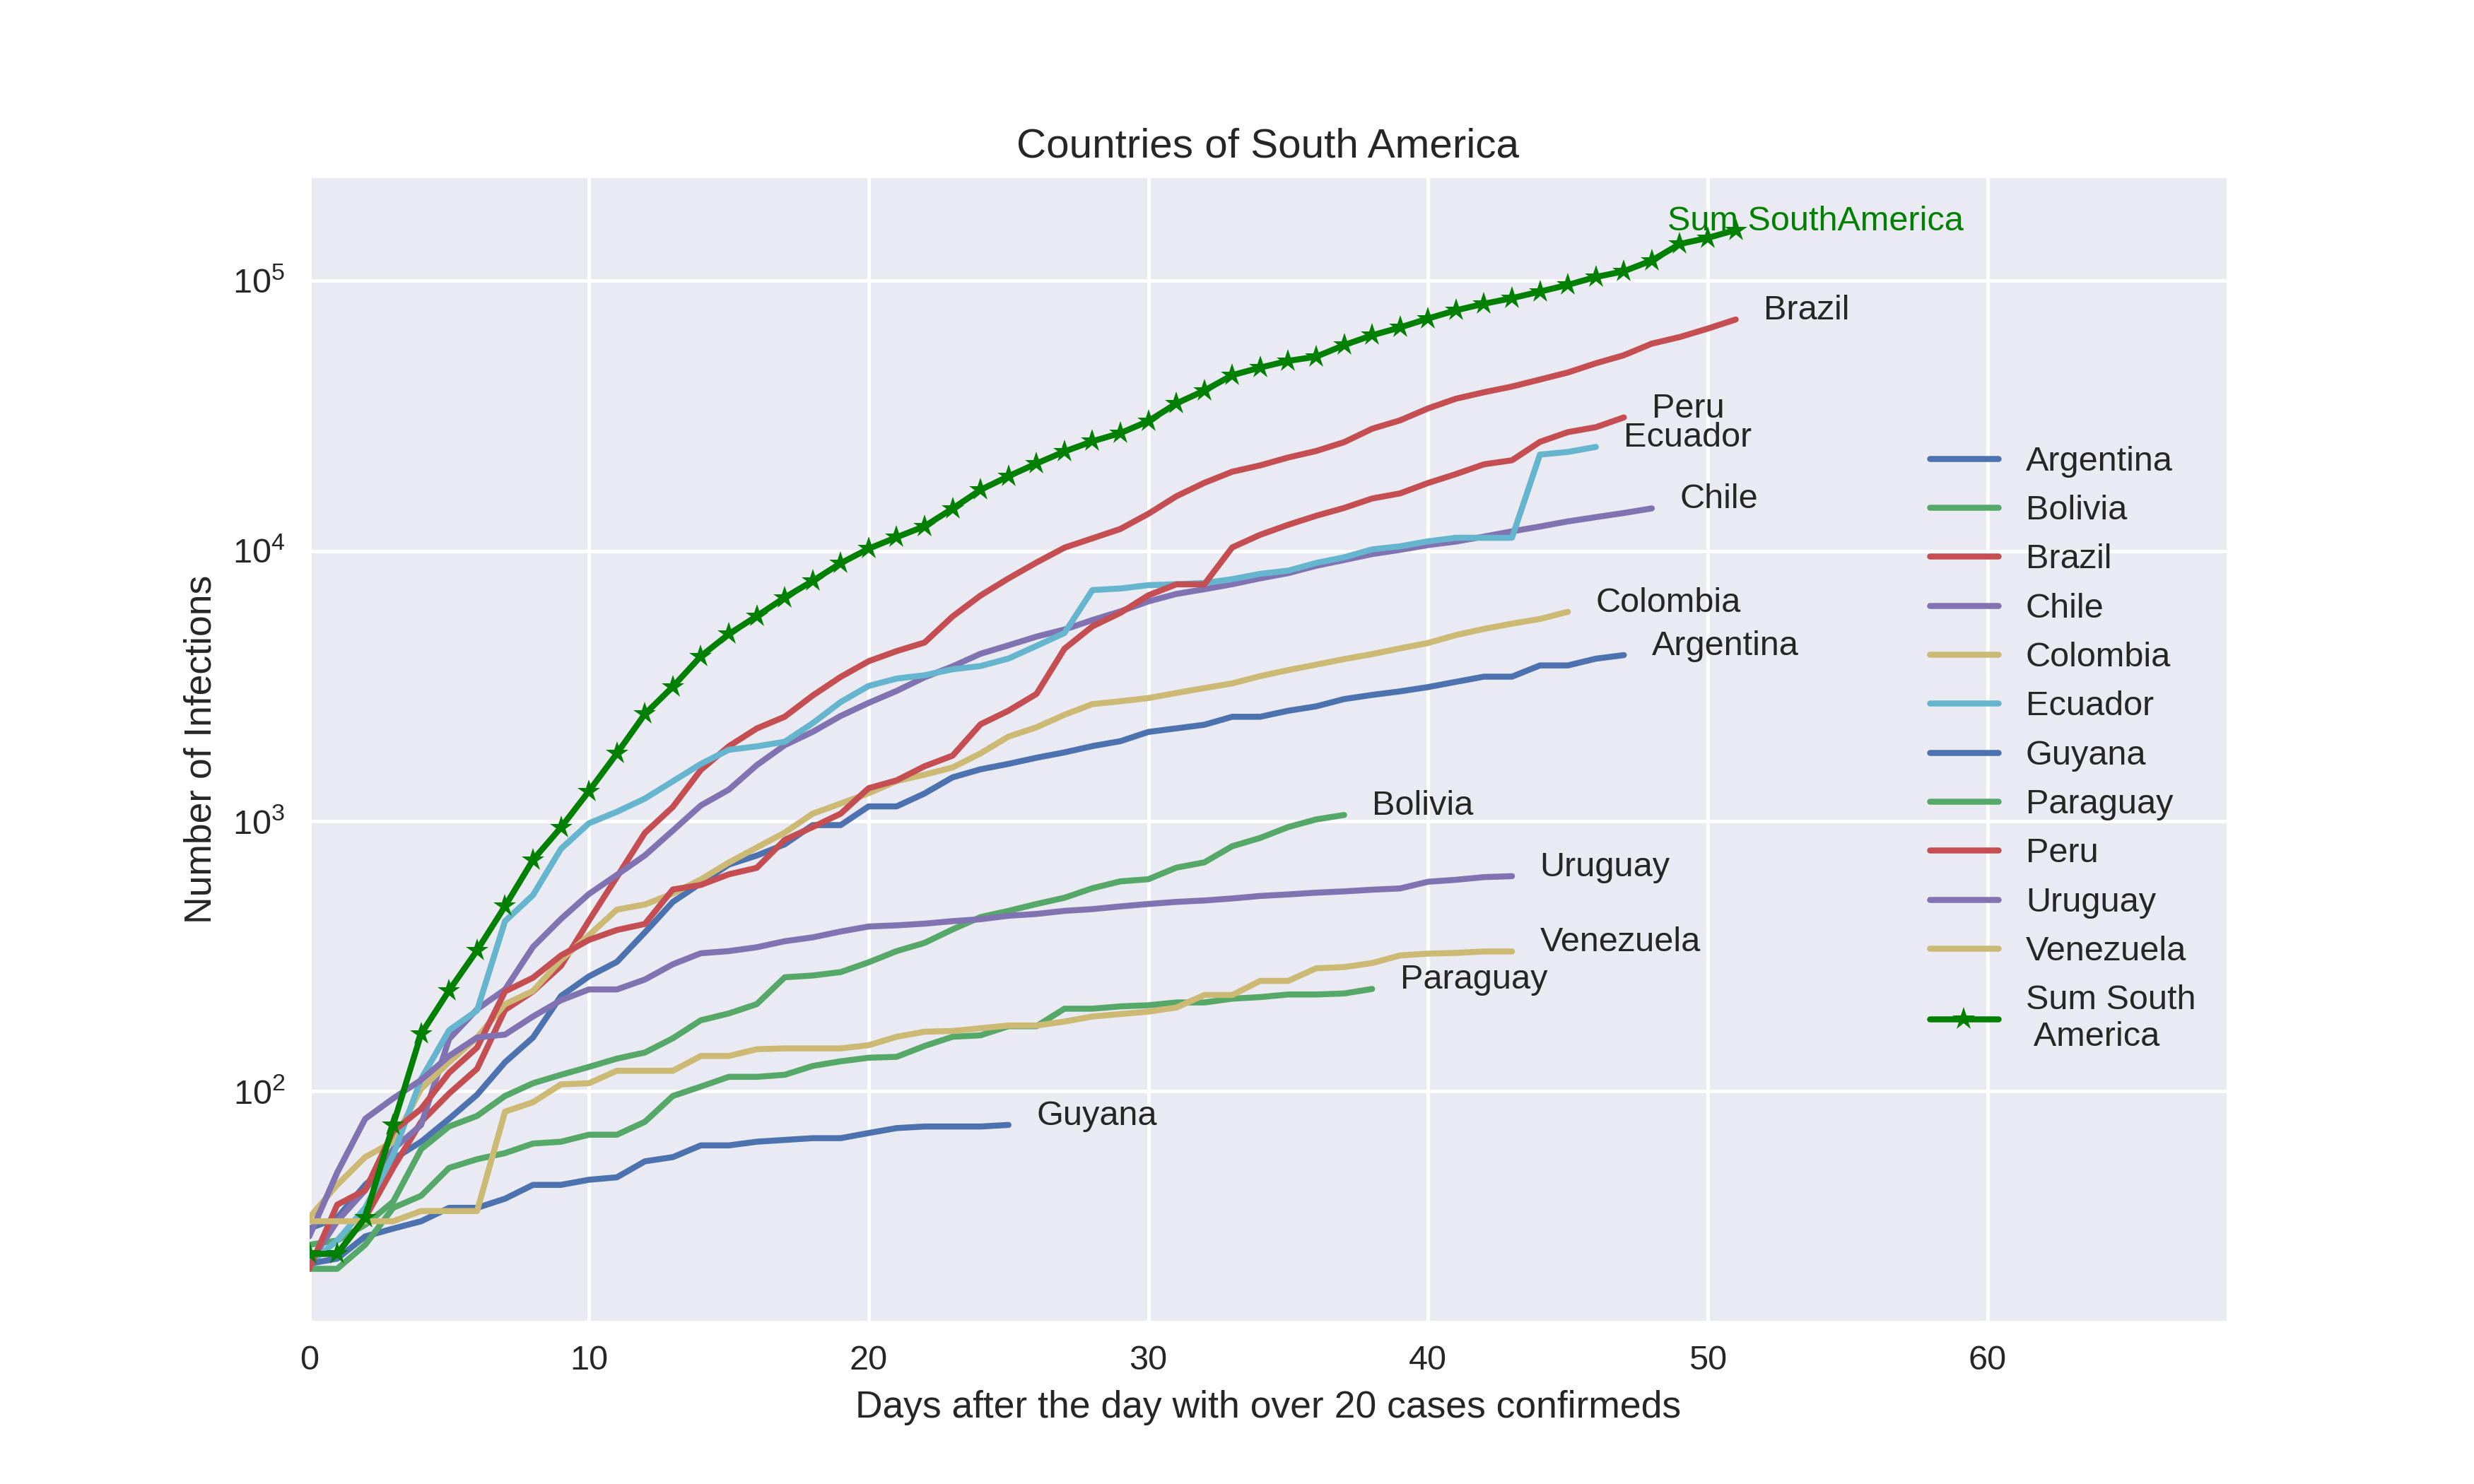 Countries of South America
Sum SouthAmerica
Brazil
Peru
Ecuador
Chile
Colombia
Argentina
Bolivia
Uruguay
Venezuela
Paraguay
Guyana
Number of Infections
10^5
10^4
10^3
10^2
0 10 20 30 40 50 60
Days after the day with over 20 cases confirmeds
Argentina
Bolivia
Brazil
Chile
Colombia
Ecuador
Guyana
Paraguay
Peru
Uruguay
Venezuela
Sum South
America